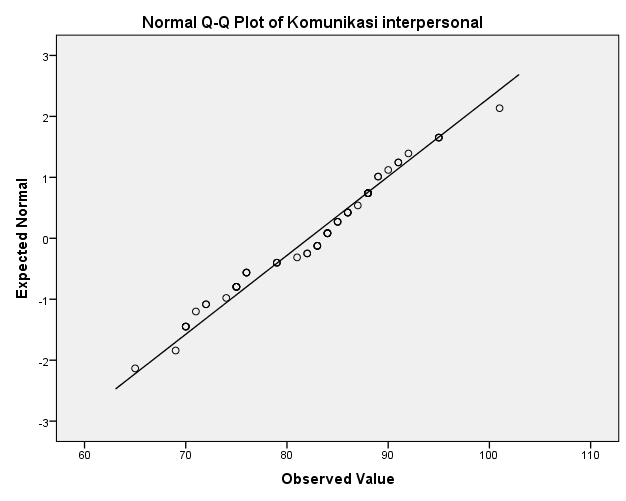 Normal Q-Q Plot of Komunikasi interpersonal
3
2
1
0
-1
-2
-3
Expected Normal
60 70 80 90 100 110
Observed Value